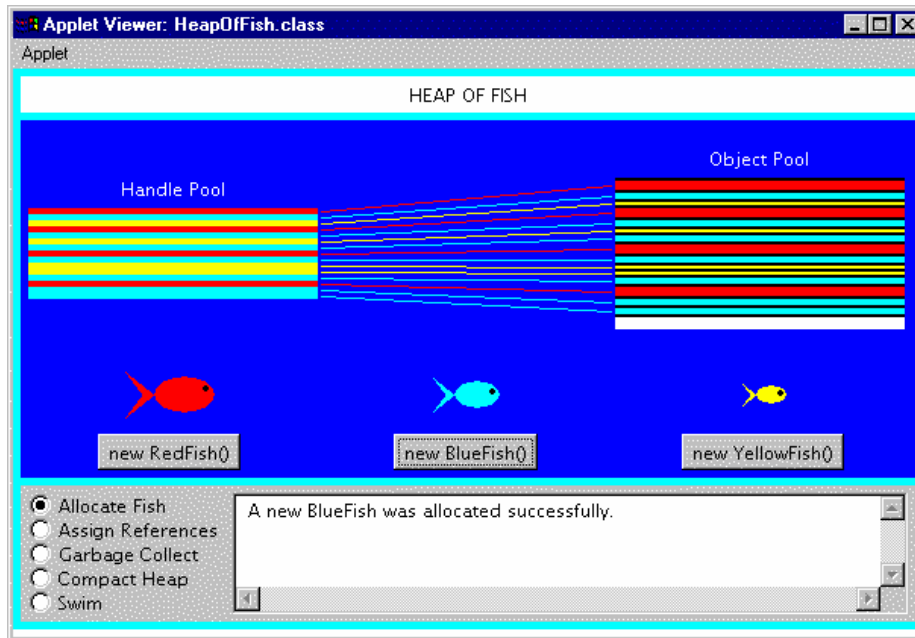 Applet Viewer: HeapOfFish.class
Applet
HEAP OF FISH
Object Pool
Handle Pool
new RedFish()
new BlueFish()
new YellowFish()
Allocate Fish
Assign References
Garbage Collect
Compact Heap
Swim
A new BlueFish was allocated successfully.